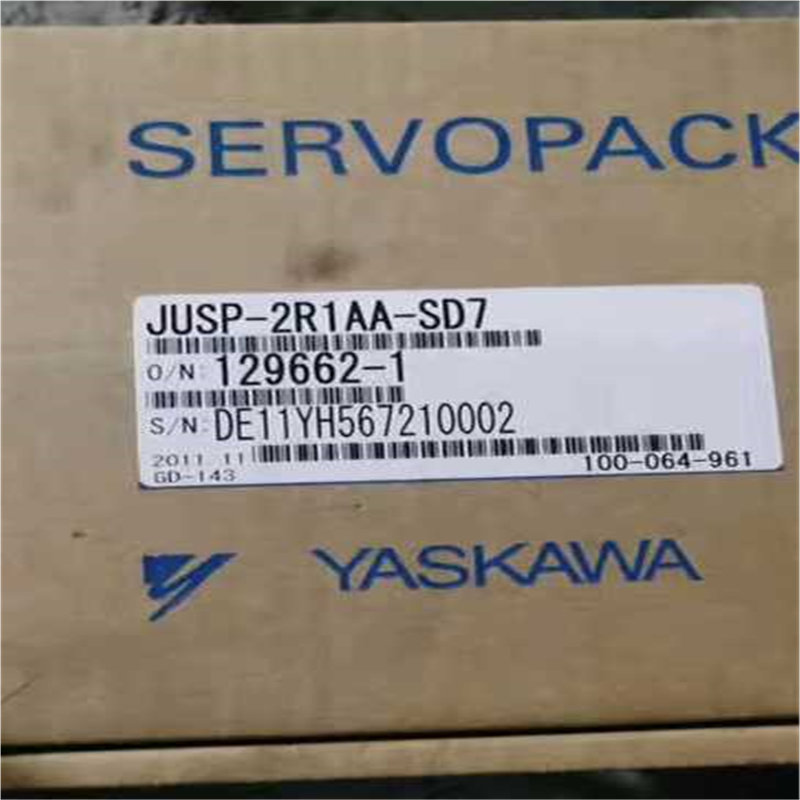 SERVOPACK
JUSP-2R1AA-SD7
O/N: 129662-1
S/N: DE11YH567210002
2011.11
100-064-961
GD-143
YASKAWA